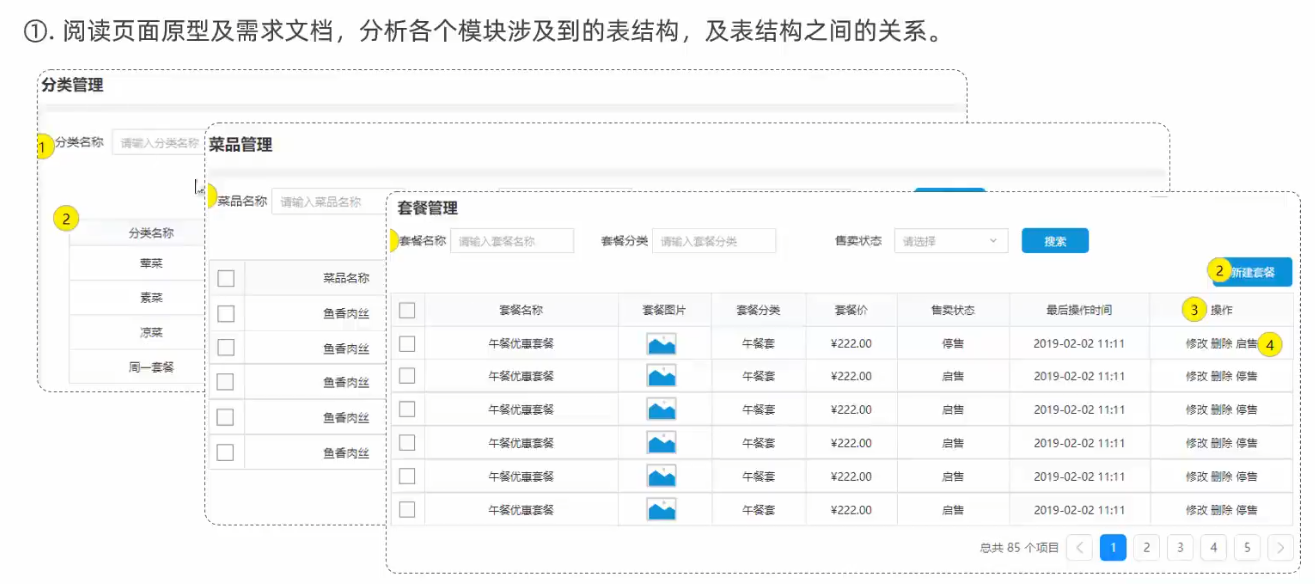 ①. 阅读页面原型及需求文档，分析各个模块涉及到的表结构，及表结构之间的关系。
分类管理
1 分类名称 请输入分类名称
2
分类名称
荤菜
素菜
凉菜
周一套餐
菜品管理
菜品名称 请输入菜品名称
菜品名称
鱼香肉丝
鱼香肉丝
鱼香肉丝
鱼香肉丝
鱼香肉丝
套餐管理
套餐名称 请输入套餐名称 套餐分类 请输入套餐分类 售卖状态 请选择 搜索
2 新建套餐
套餐名称 套餐图片 套餐分类 套餐价 售卖状态 最后操作时间 3 操作
午餐优惠套餐 午餐套 ¥222.00 停售 2019-02-02 11:11 修改 删除 启售 4
午餐优惠套餐 午餐套 ¥222.00 启售 2019-02-02 11:11 修改 删除 停售
午餐优惠套餐 午餐套 ¥222.00 启售 2019-02-02 11:11 修改 删除 停售
午餐优惠套餐 午餐套 ¥222.00 启售 2019-02-02 11:11 修改 删除 停售
午餐优惠套餐 午餐套 ¥222.00 启售 2019-02-02 11:11 修改 删除 停售
午餐优惠套餐 午餐套 ¥222.00 启售 2019-02-02 11:11 修改 删除 停售
总共 85 个项目 < 1 2 3 4 5 >